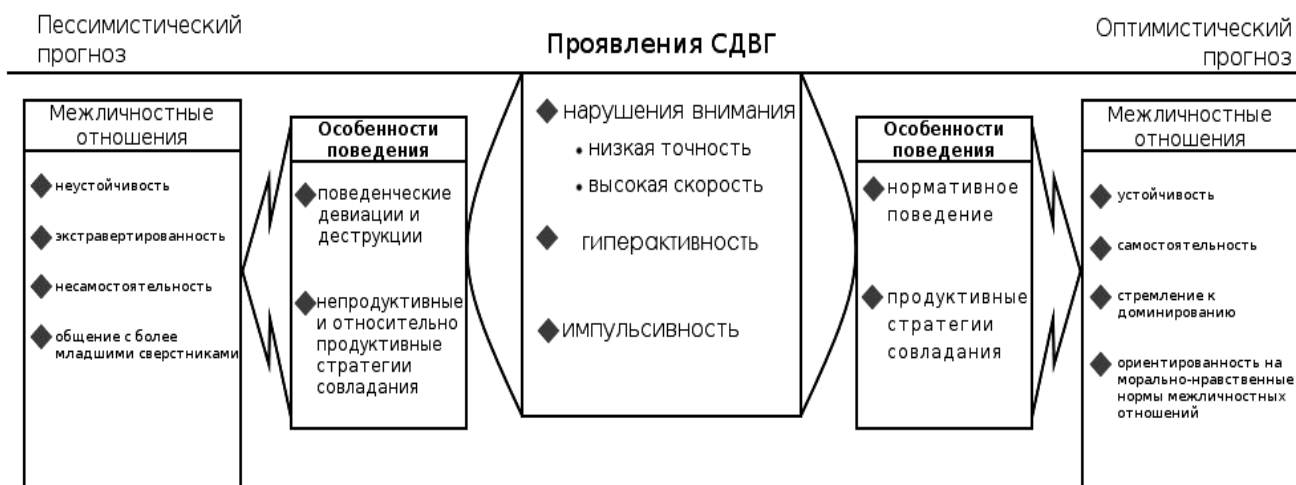 Пессимистический
прогноз
Проявления СДВГ
Оптимистический
прогноз
Межличностные
отношения
неустойчивость
экстравертированность
несамостоятельность
общение с более
младшими сверстниками
Особенности
поведения
поведенческие
девиации и
деструкции
непродуктивные
и относительно
продуктивные
стратегии
совладания
нарушения внимания
• низкая точность
• высокая скорость
гиперактивность
импульсивность
Особенности
поведения
нормативное
поведение
продуктивные
стратегии
совладания
Межличностные
отношения
устойчивость
самостоятельность
стремление к
доминированию
ориентированность на
морально-нравственные
нормы межличностных
отношений